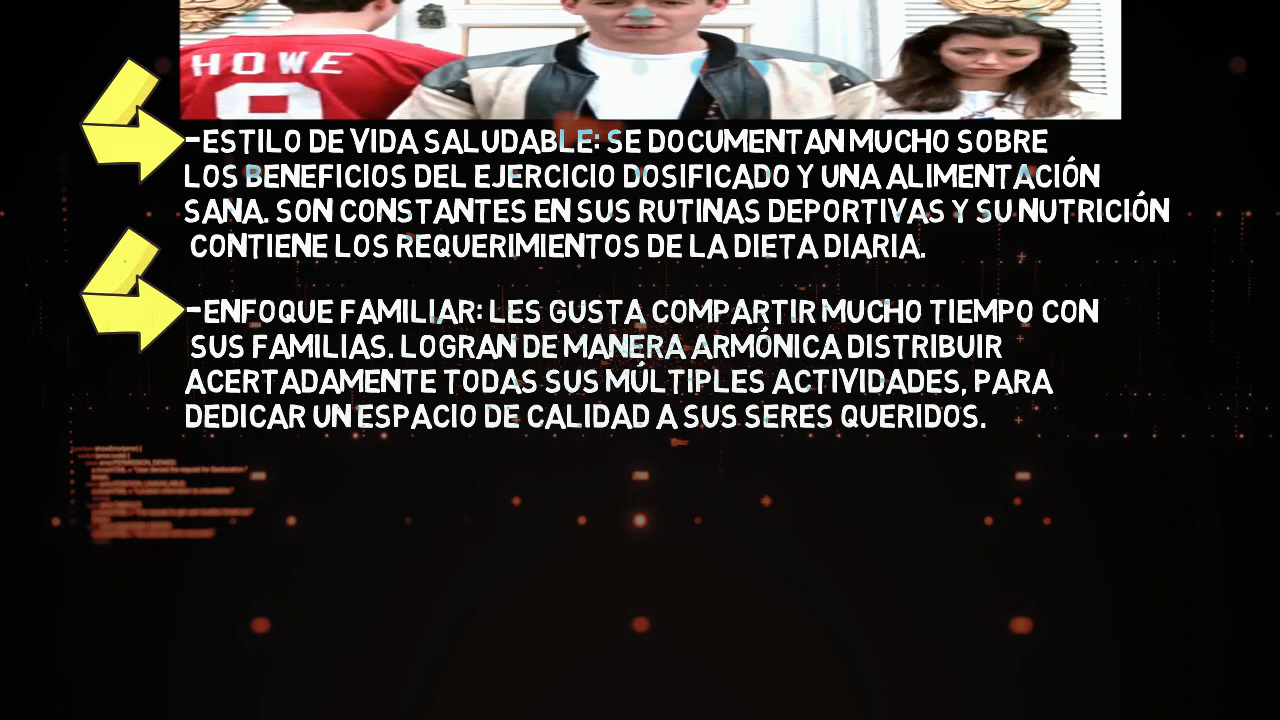 HOWE
-ESTILO DE VIDA SALUDABLE: SE DOCUMENTAN MUCHO SOBRE
LOS BENEFICIOS DEL EJERCICIO DOSIFICADO Y UNA ALIMENTACIÓN
SANA. SON CONSTANTES EN SUS RUTINAS DEPORTIVAS Y SU NUTRICIÓN
CONTIENE LOS REQUERIMIENTOS DE LA DIETA DIARIA.
-ENFOQUE FAMILIAR: LES GUSTA COMPARTIR MUCHO TIEMPO CON
SUS FAMILIAS. LOGRAN DE MANERA ARMÓNICA DISTRIBUIR
ACERTADAMENTE TODAS SUS MÚLTIPLES ACTIVIDADES, PARA
DEDICAR UN ESPACIO DE CALIDAD A SUS SERES QUERIDOS.